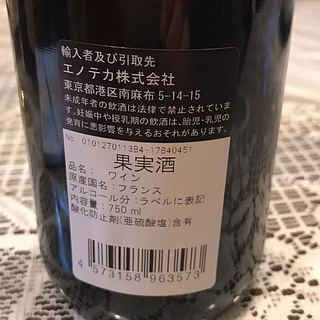 輸入者及び引取先
エノテカ株式会社
東京都港区南麻布 5-14-15
未成年者の飲酒は法律で禁止されていま
す。妊娠中や授乳期の飲酒は、胎児・乳児の
発育に悪影響を与えるおそれがあります。
No. 0101270113B4-17B40451
果実酒
品名： ワイン
原産国名：フランス
アルコール分：ラベルに表記
内容量：750 ml
酸化防止剤(亜硫酸塩)含有
4 573158 963573